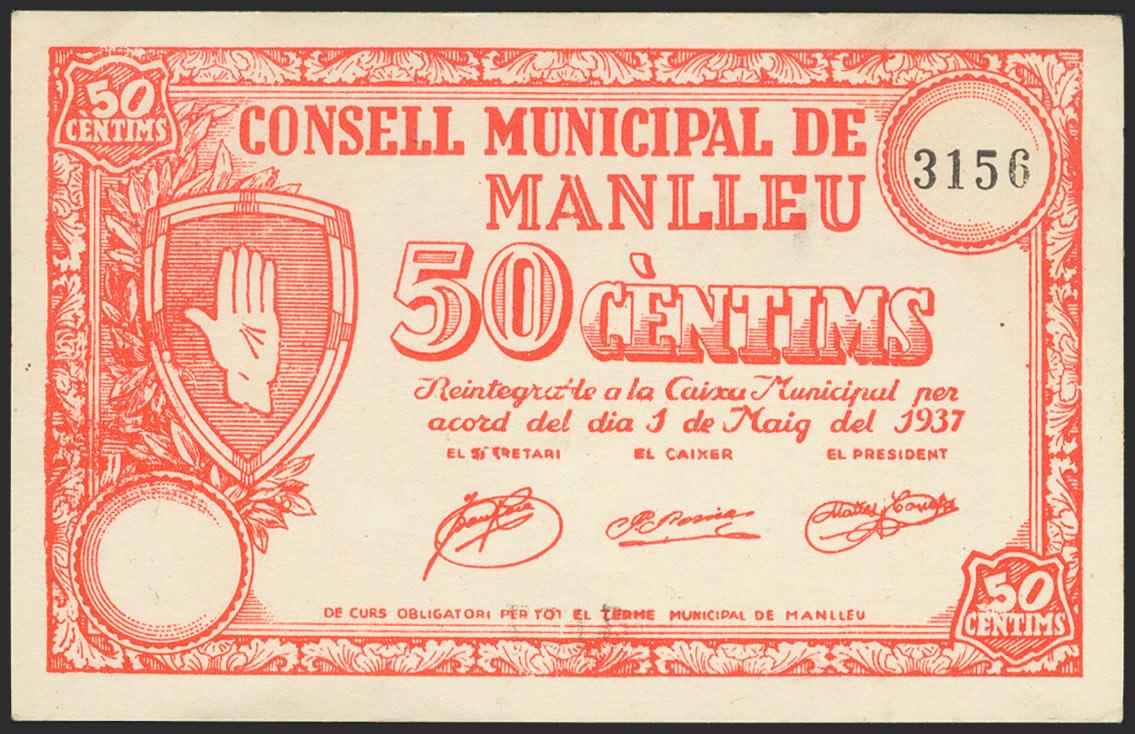 50
CENTIMS
CONSELL MUNICIPAL DE
MANLLEU
3156
50 CÈNTIMS
Reintegrable a la Caixa Municipal per
acord del dia 1 de Maig del 1937
EL SECRETARI EL CAIXER EL PRESIDENT
DE CURS OBLIGATORI PER TOT EL TERME MUNICIPAL DE MANLLEU
50
CENTIMS